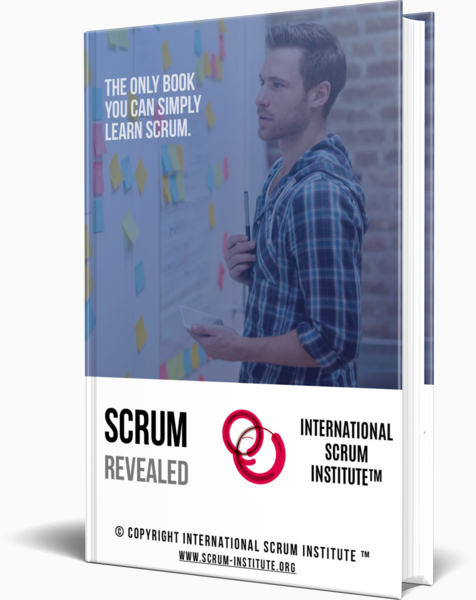 THE ONLY BOOK
YOU CAN SIMPLY
LEARN SCRUM.
SCRUM
REVEALED
INTERNATIONAL
SCRUM
INSTITUTE™
© COPYRIGHT INTERNATIONAL SCRUM INSTITUTE ™
WWW.SCRUM-INSTITUTE.ORG